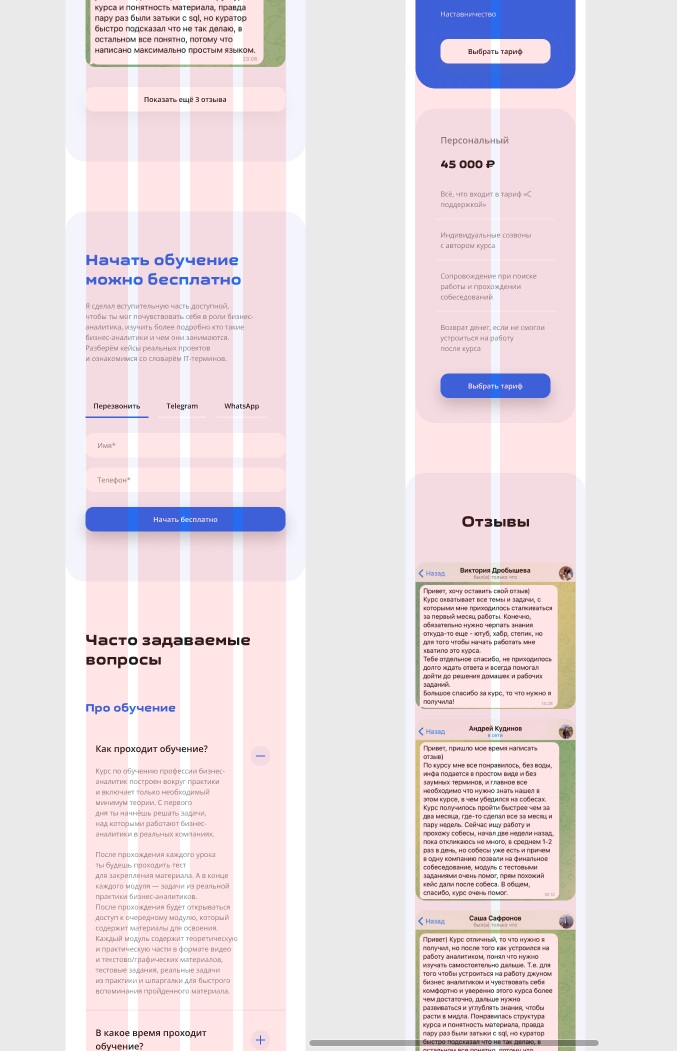 курса и понятность материала, правда
пару раз были затыки с sql, но куратор
быстро подсказал что не так делаю, в
остальном все понятно, потому что
написано максимально простым языком.
23:06
Показать ещё 3 отзыва
Начать обучение
можно бесплатно
Я сделал вступительную часть доступной,
чтобы ты мог почувствовать себя в роли бизнес-
аналитика, изучить более подробно кто такие
бизнес-аналитики и чем они занимаются.
Разберём кейсы реальных проектов
и ознакомимся со словарём IT-терминов.
Перезвонить
Telegram
WhatsApp
Имя*
Телефон*
Начать бесплатно
Часто задаваемые
вопросы
Про обучение
Как проходит обучение?
Курс по обучению профессии бизнес-
аналитик построен вокруг практики
и включает только необходимый
минимум теории. С первого
дня ты начнёшь решать задачи,
над которыми работают бизнес-
аналитики в реальных компаниях.
После прохождения каждого урока
ты будешь проходить тест
для закрепления материала. А в конце
каждого модуля — задачи из реальной
практики бизнес-аналитиков.
После прохождения будет открываться
доступ к очередному модулю, который
содержит материалы для освоения.
Каждый модуль содержит теоретическую
и практическую части в формате видео
и текстово/графических материалов,
тестовые задания, реальные задачи
из практики и шпаргалки для быстрого
вспоминания пройденного материала.
В какое время проходит
обучение?
Наставничество
Выбрать тариф
Персональный
45 000 ₽
Всё, что входит в тариф «С
поддержкой»
Индивидуальные созвоны
с автором курса
Сопровождение при поиске
работы и прохождении
собеседований
Возврат денег, если не смогли
устроиться на работу
после курса
Выбрать тариф
Отзывы
Назад
Виктория Дробышева
был(а) только что
Привет, хочу оставить свой отзыв)
Курс охватывает все темы и задачи, с
которыми мне приходилось сталкиваться
за первый месяц работы. Конечно,
обязательно нужно черпать знания
откуда-то еще - ютуб, хабр, степик, но
для того чтобы начать работать мне
хватило это курса.
Тебе отдельное спасибо, не приходилось
долго ждать ответа и всегда помогал
дойти до решения домашек и рабочих
заданий.
Большое спасибо за курс, то что нужно я
получила!
Назад
Андрей Кудинов
в сети
Привет, пришло мое время написать
отзыв)
По курсу мне все понравилось, без воды,
инфа подается в простом виде и без
заумных терминов, и главное все
необходимо что нужно знать нашел в
этом курсе, в чем убедился на собесах.
Курс получилось пройти быстрее чем за
два месяца, где-то сделал все за месяц и
пару недель. Сейчас ищу работу и
прохожу собесы, начал две недели назад,
пока откликаюсь не много, в среднем 1-2
раз в день, но собесы уже есть и причем
в одну компанию позвали на финальное
собеседование, модуль с тестовыми
заданиями очень помог, прям похожий
кейс дали после собеса. В общем,
спасибо, курс очень помог.
Назад
Саша Сафронов
был(а) только что
Привет) Курс отличный, то что нужно я
получил, но после того как устроился на
работу аналитиком, понял что нужно
изучать самостоятельно дальше. Т.е. для
того чтобы устроиться на работу джуном
бизнес аналитиком и чувствовать себя
комфортно и уверенно этого курса более
чем достаточно, дальше нужно
развиваться и углублять знания, чтобы
расти в мидла. Понравилась структура
курса и понятность материала, правда
пару раз были затыки с sql, но куратор
быстро подсказал что не так делаю, в
остальном все понятно, потому что